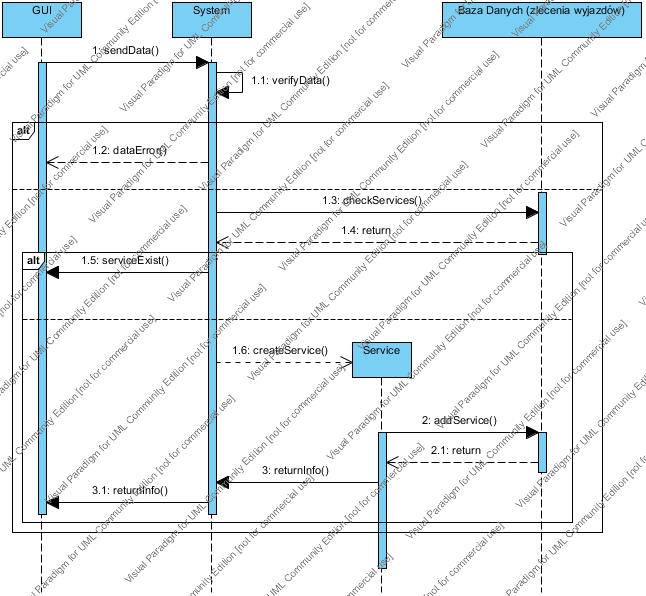 GUI
System
Baza Danych (zlecenia wyjazdów)
1: sendData()
1.1: verifyData()
alt
1.2: dataError()
1.3: checkServices()
1.4: return
alt
1.5: serviceExist()
1.6: createService()
Service
2: addService()
2.1: return
3: returnInfo()
3.1: returnInfo()
Visual Paradigm for UML Community Edition [not for commercial use]